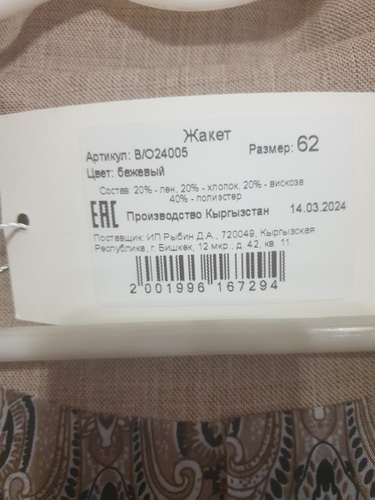 Жакет
Артикул: B/O24005 Размер: 62
Цвет: бежевый
Состав: 20% - лен, 20% - хлопок, 20% - вискоза
40% - полиэстер
EAC Производство Кыргызстан 14.03.2024
Поставщик: ИП Рыбин Д.А., 720049, Кыргызская
Республика, г. Бишкек, 12 мкр., д. 42, кв. 11.
2 001996 167294